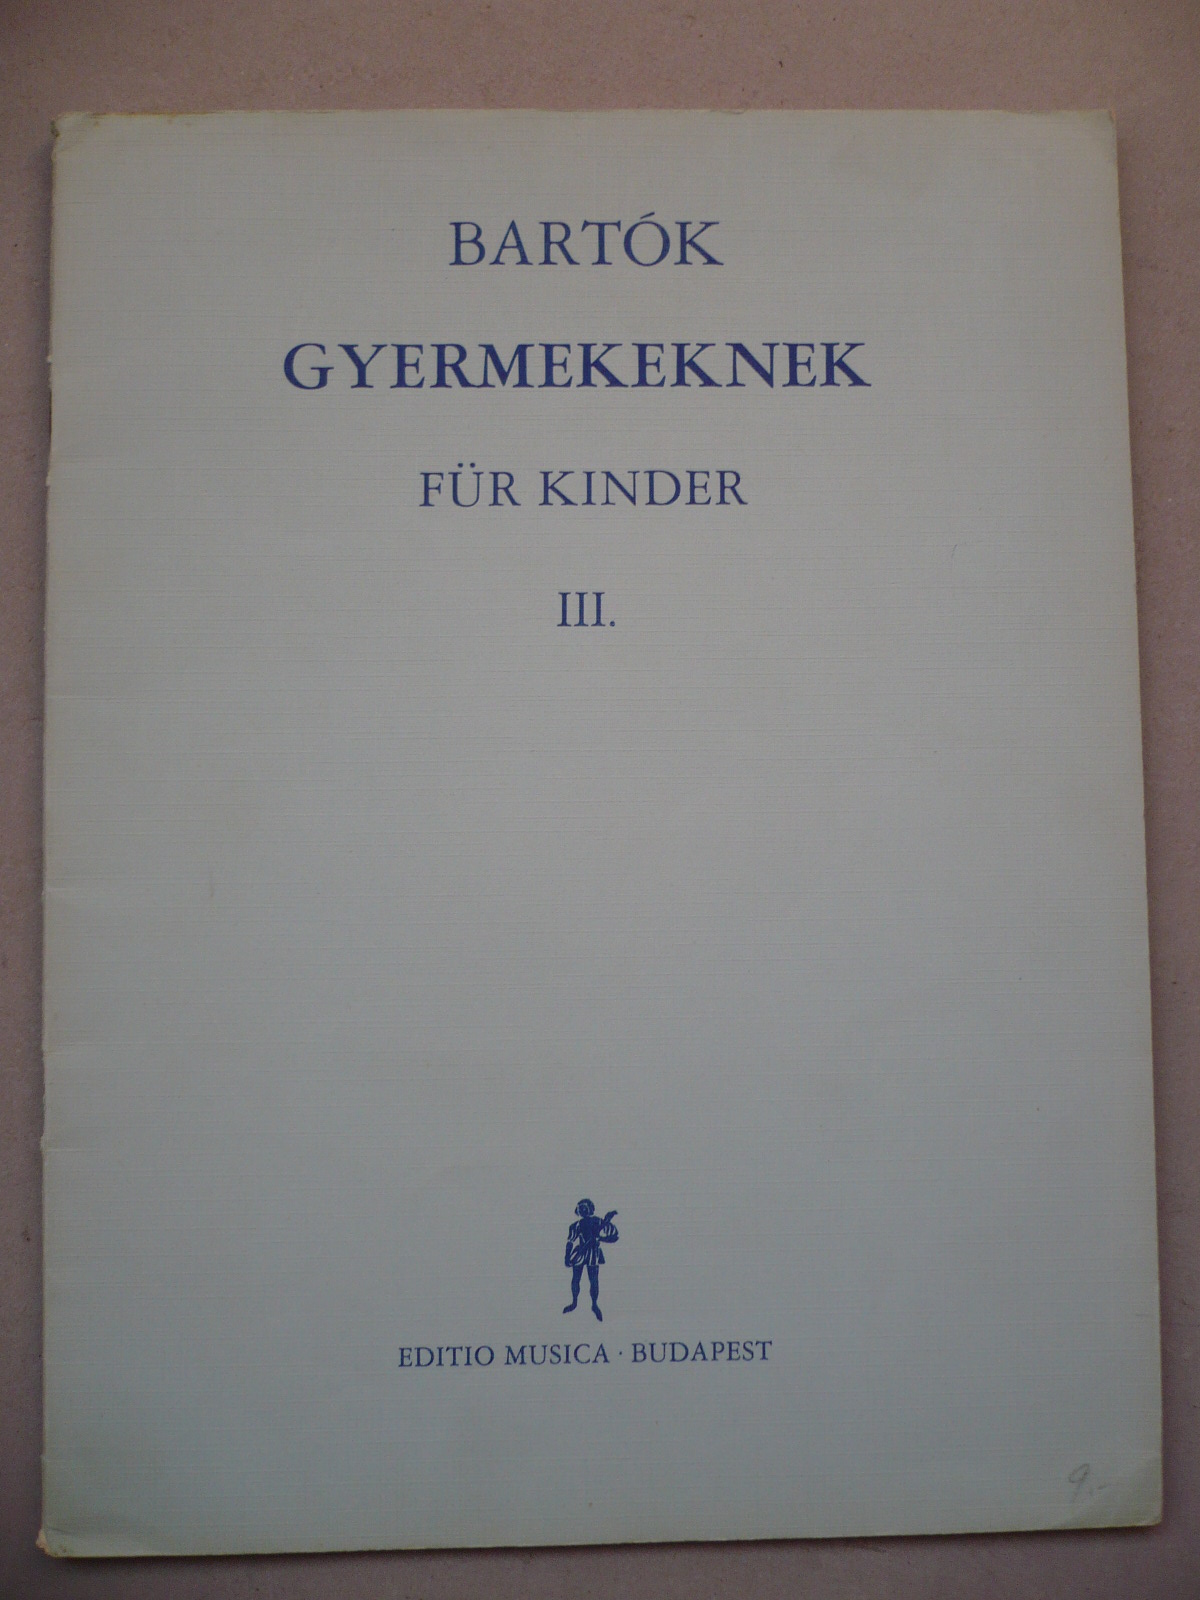 BARTÓK
GYERMEKEKNEK
FÜR KINDER
III.
EDITIO MUSICA · BUDAPEST
9.-